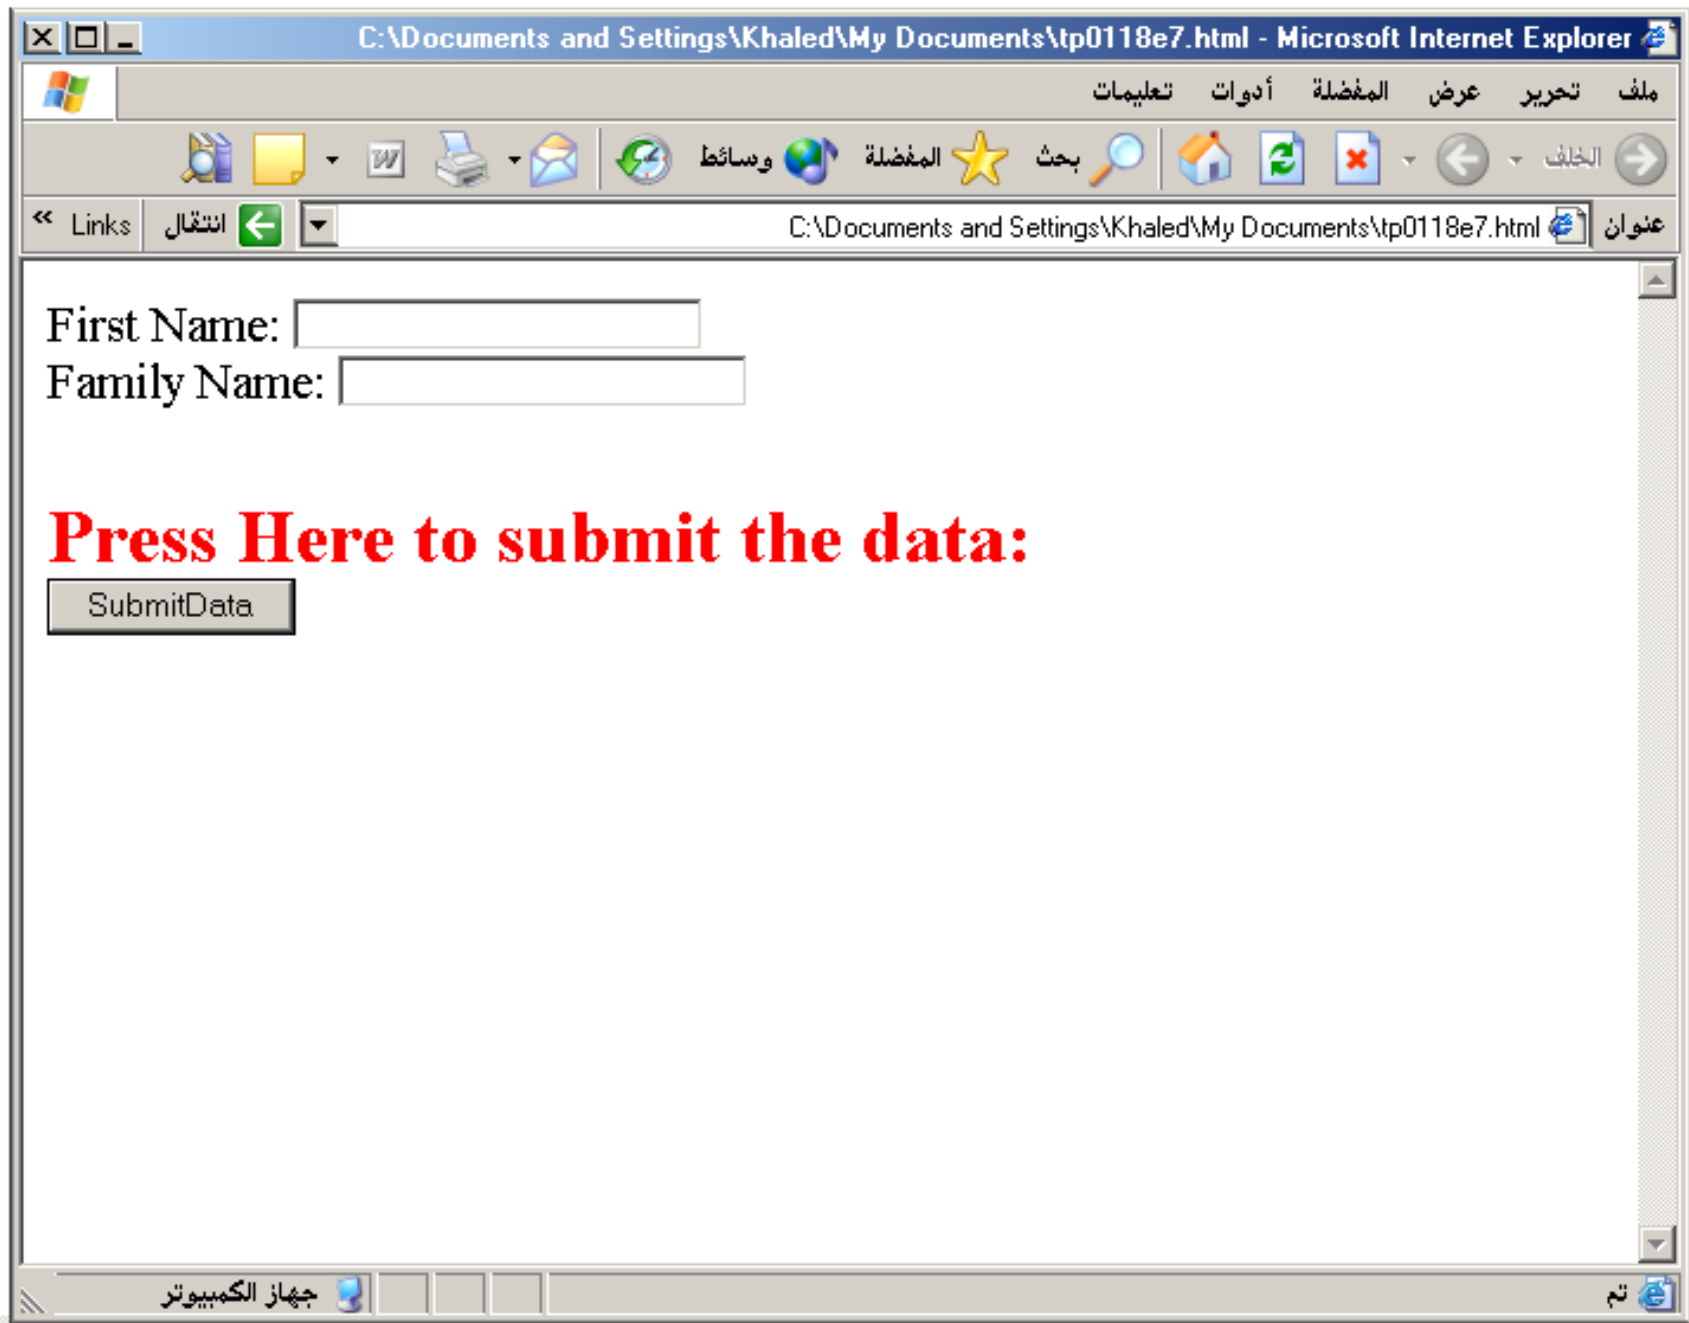 C:\Documents and Settings\Khaled\My Documents\tp0118e7.html - Microsoft Internet Explorer
ملف تحرير عرض المفضلة أدوات تعليمات
الخلف بحث المفضلة وسائط
عنوان C:\Documents and Settings\Khaled\My Documents\tp0118e7.html انتقال Links »
First Name:
Family Name:
Press Here to submit the data:
SubmitData
تم جهاز الكمبيوتر